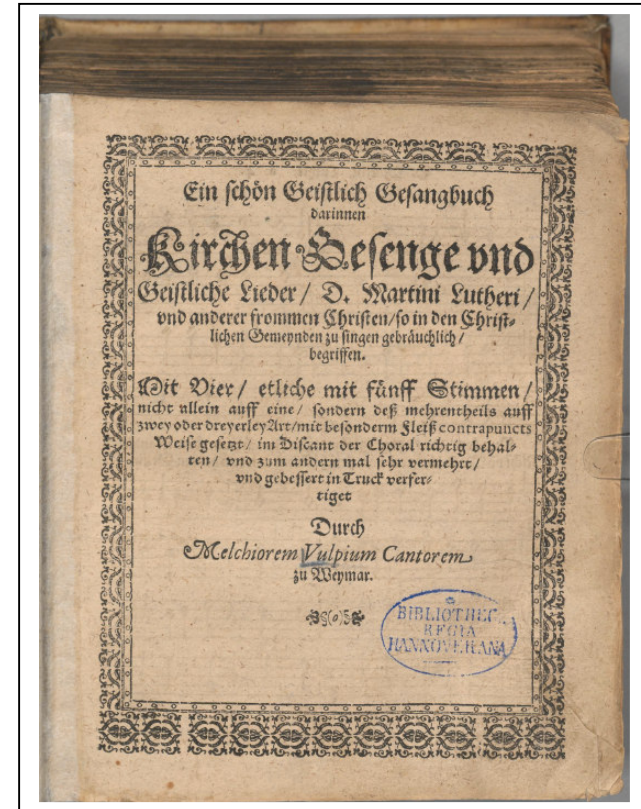 Ein schön Geistlich Gesangbuch
darinnen
Kirchen Gesenge vnd
Geistliche Lieder / D. Martini Lutheri /
vnd anderer frommen Christen / so in den Christ⸗
lichen Gemeynden zu singen gebräuchlich /
begriffen.
Mit Vier / etliche mit fünff Stimmen /
nicht allein auff eine / sondern deß mehrentheils auff
zwey oder dreyerley Art / mit besonderm Fleiß contrapuncts
Weise gesetzt / im Discant der Choral richtig behal⸗
ten / vnd zum andern mal sehr vermehrt /
vnd gebessert in Truck verfer⸗
tiget
Durch
Melchiorem Vulpium Cantorem
zu Weymar.
(o)
BIBLIOTHEC
REGIA
HANNOVERANA